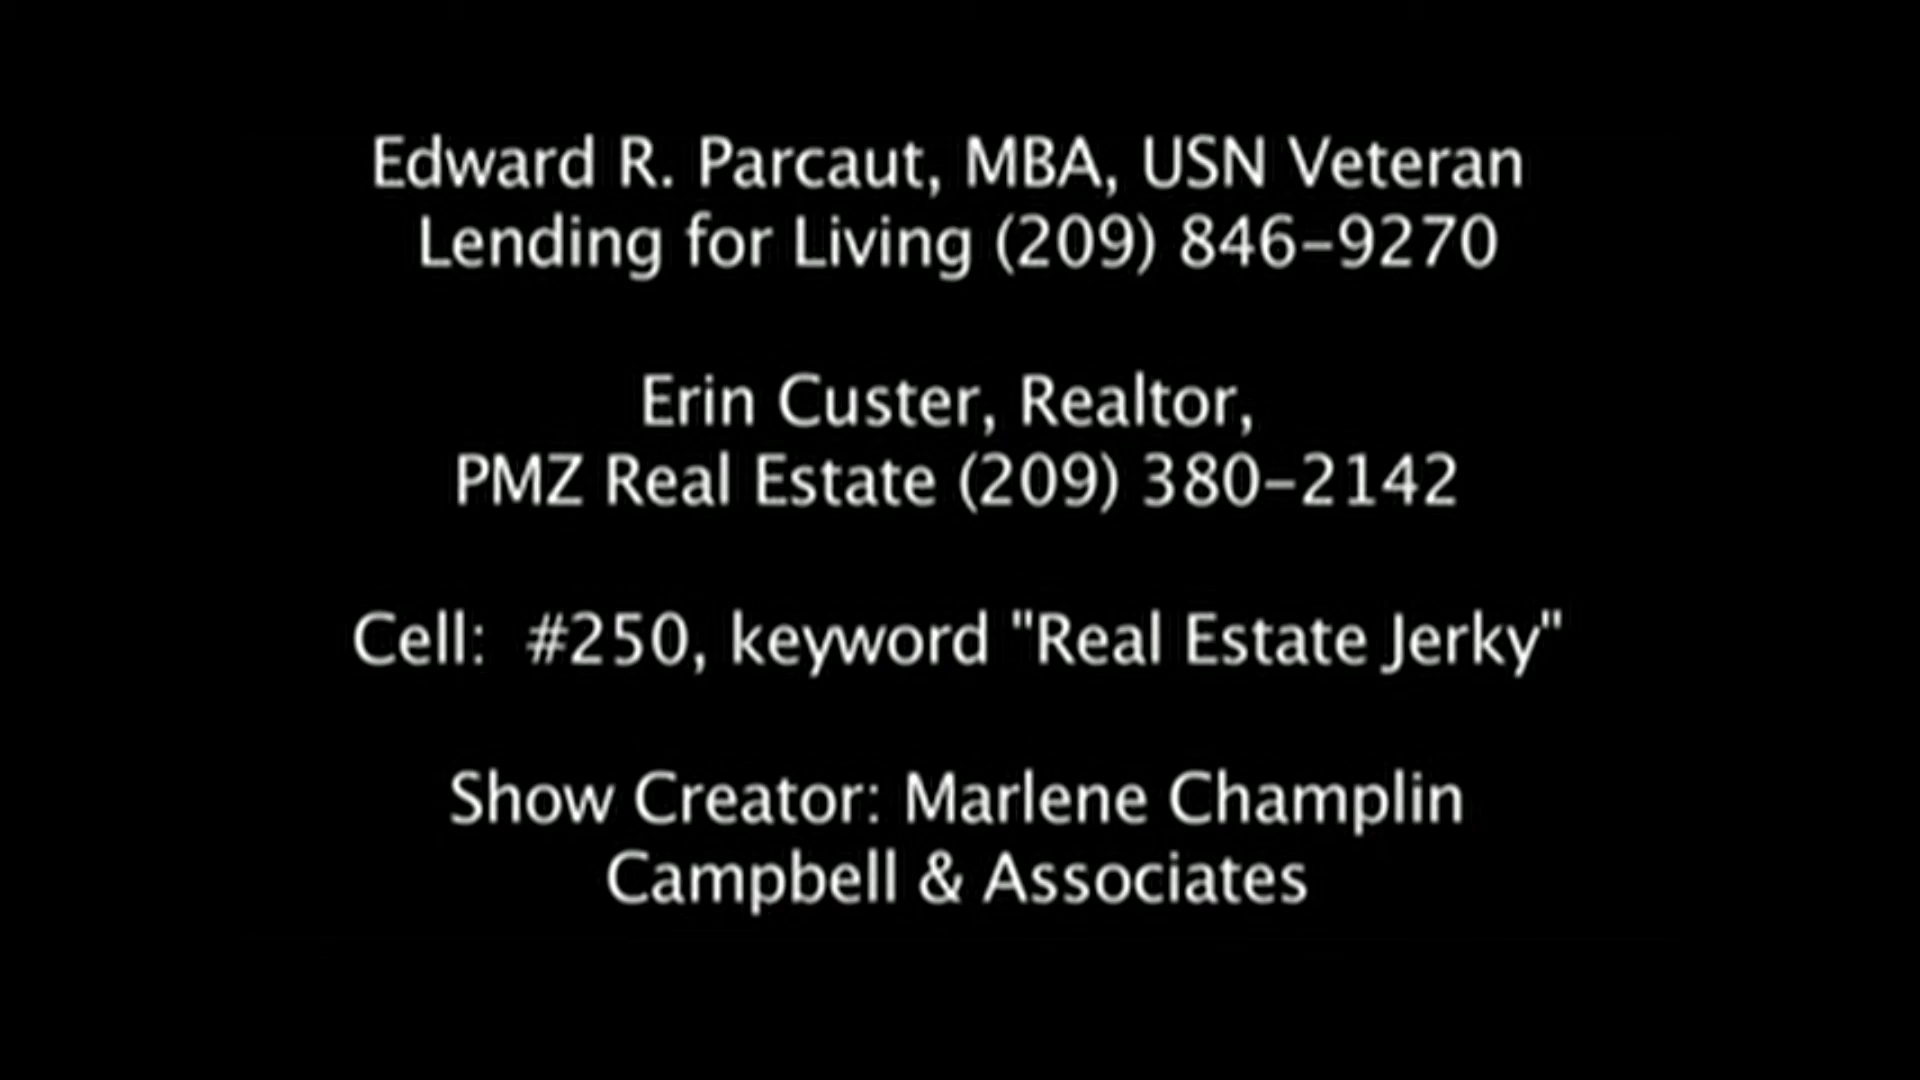 Edward R. Parcaut, MBA, USN Veteran
Lending for Living (209) 846-9270
Erin Custer, Realtor,
PMZ Real Estate (209) 380-2142
Cell:  #250, keyword "Real Estate Jerky"
Show Creator: Marlene Champlin
Campbell & Associates